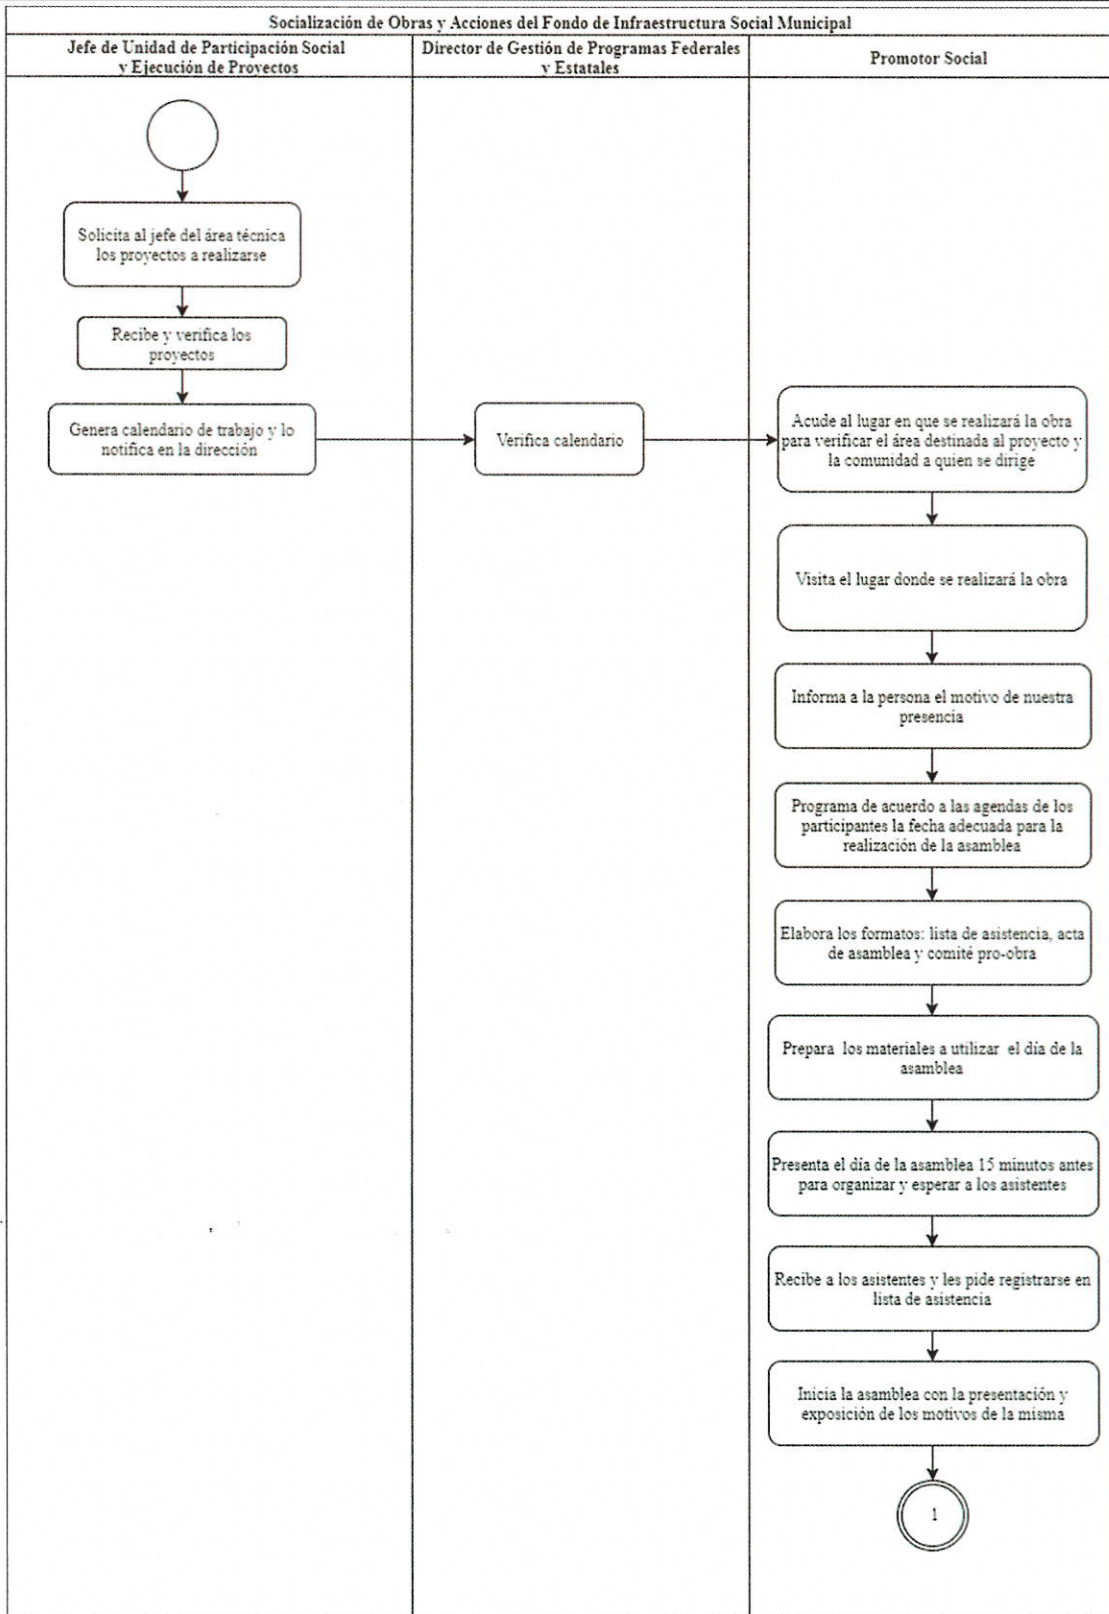 Socialización de Obras y Acciones del Fondo de Infraestructura Social Municipal
Jefe de Unidad de Participación Social
y Ejecución de Proyectos
Director de Gestión de Programas Federales
y Estatales
Promotor Social
Solicita al jefe del área técnica
los proyectos a realizarse
Recibe y verifica los
proyectos
Genera calendario de trabajo y lo
notifica en la dirección
Verifica calendario
Acude al lugar en que se realizará la obra
para verificar el área destinada al proyecto y
la comunidad a quien se dirige
Visita el lugar donde se realizará la obra
Informa a la persona el motivo de nuestra
presencia
Programa de acuerdo a las agendas de los
participantes la fecha adecuada para la
realización de la asamblea
Elabora los formatos: lista de asistencia, acta
de asamblea y comité pro-obra
Prepara los materiales a utilizar el día de la
asamblea
Presenta el día de la asamblea 15 minutos antes
para organizar y esperar a los asistentes
Recibe a los asistentes y les pide registrarse en
lista de asistencia
Inicia la asamblea con la presentación y
exposición de los motivos de la misma
1